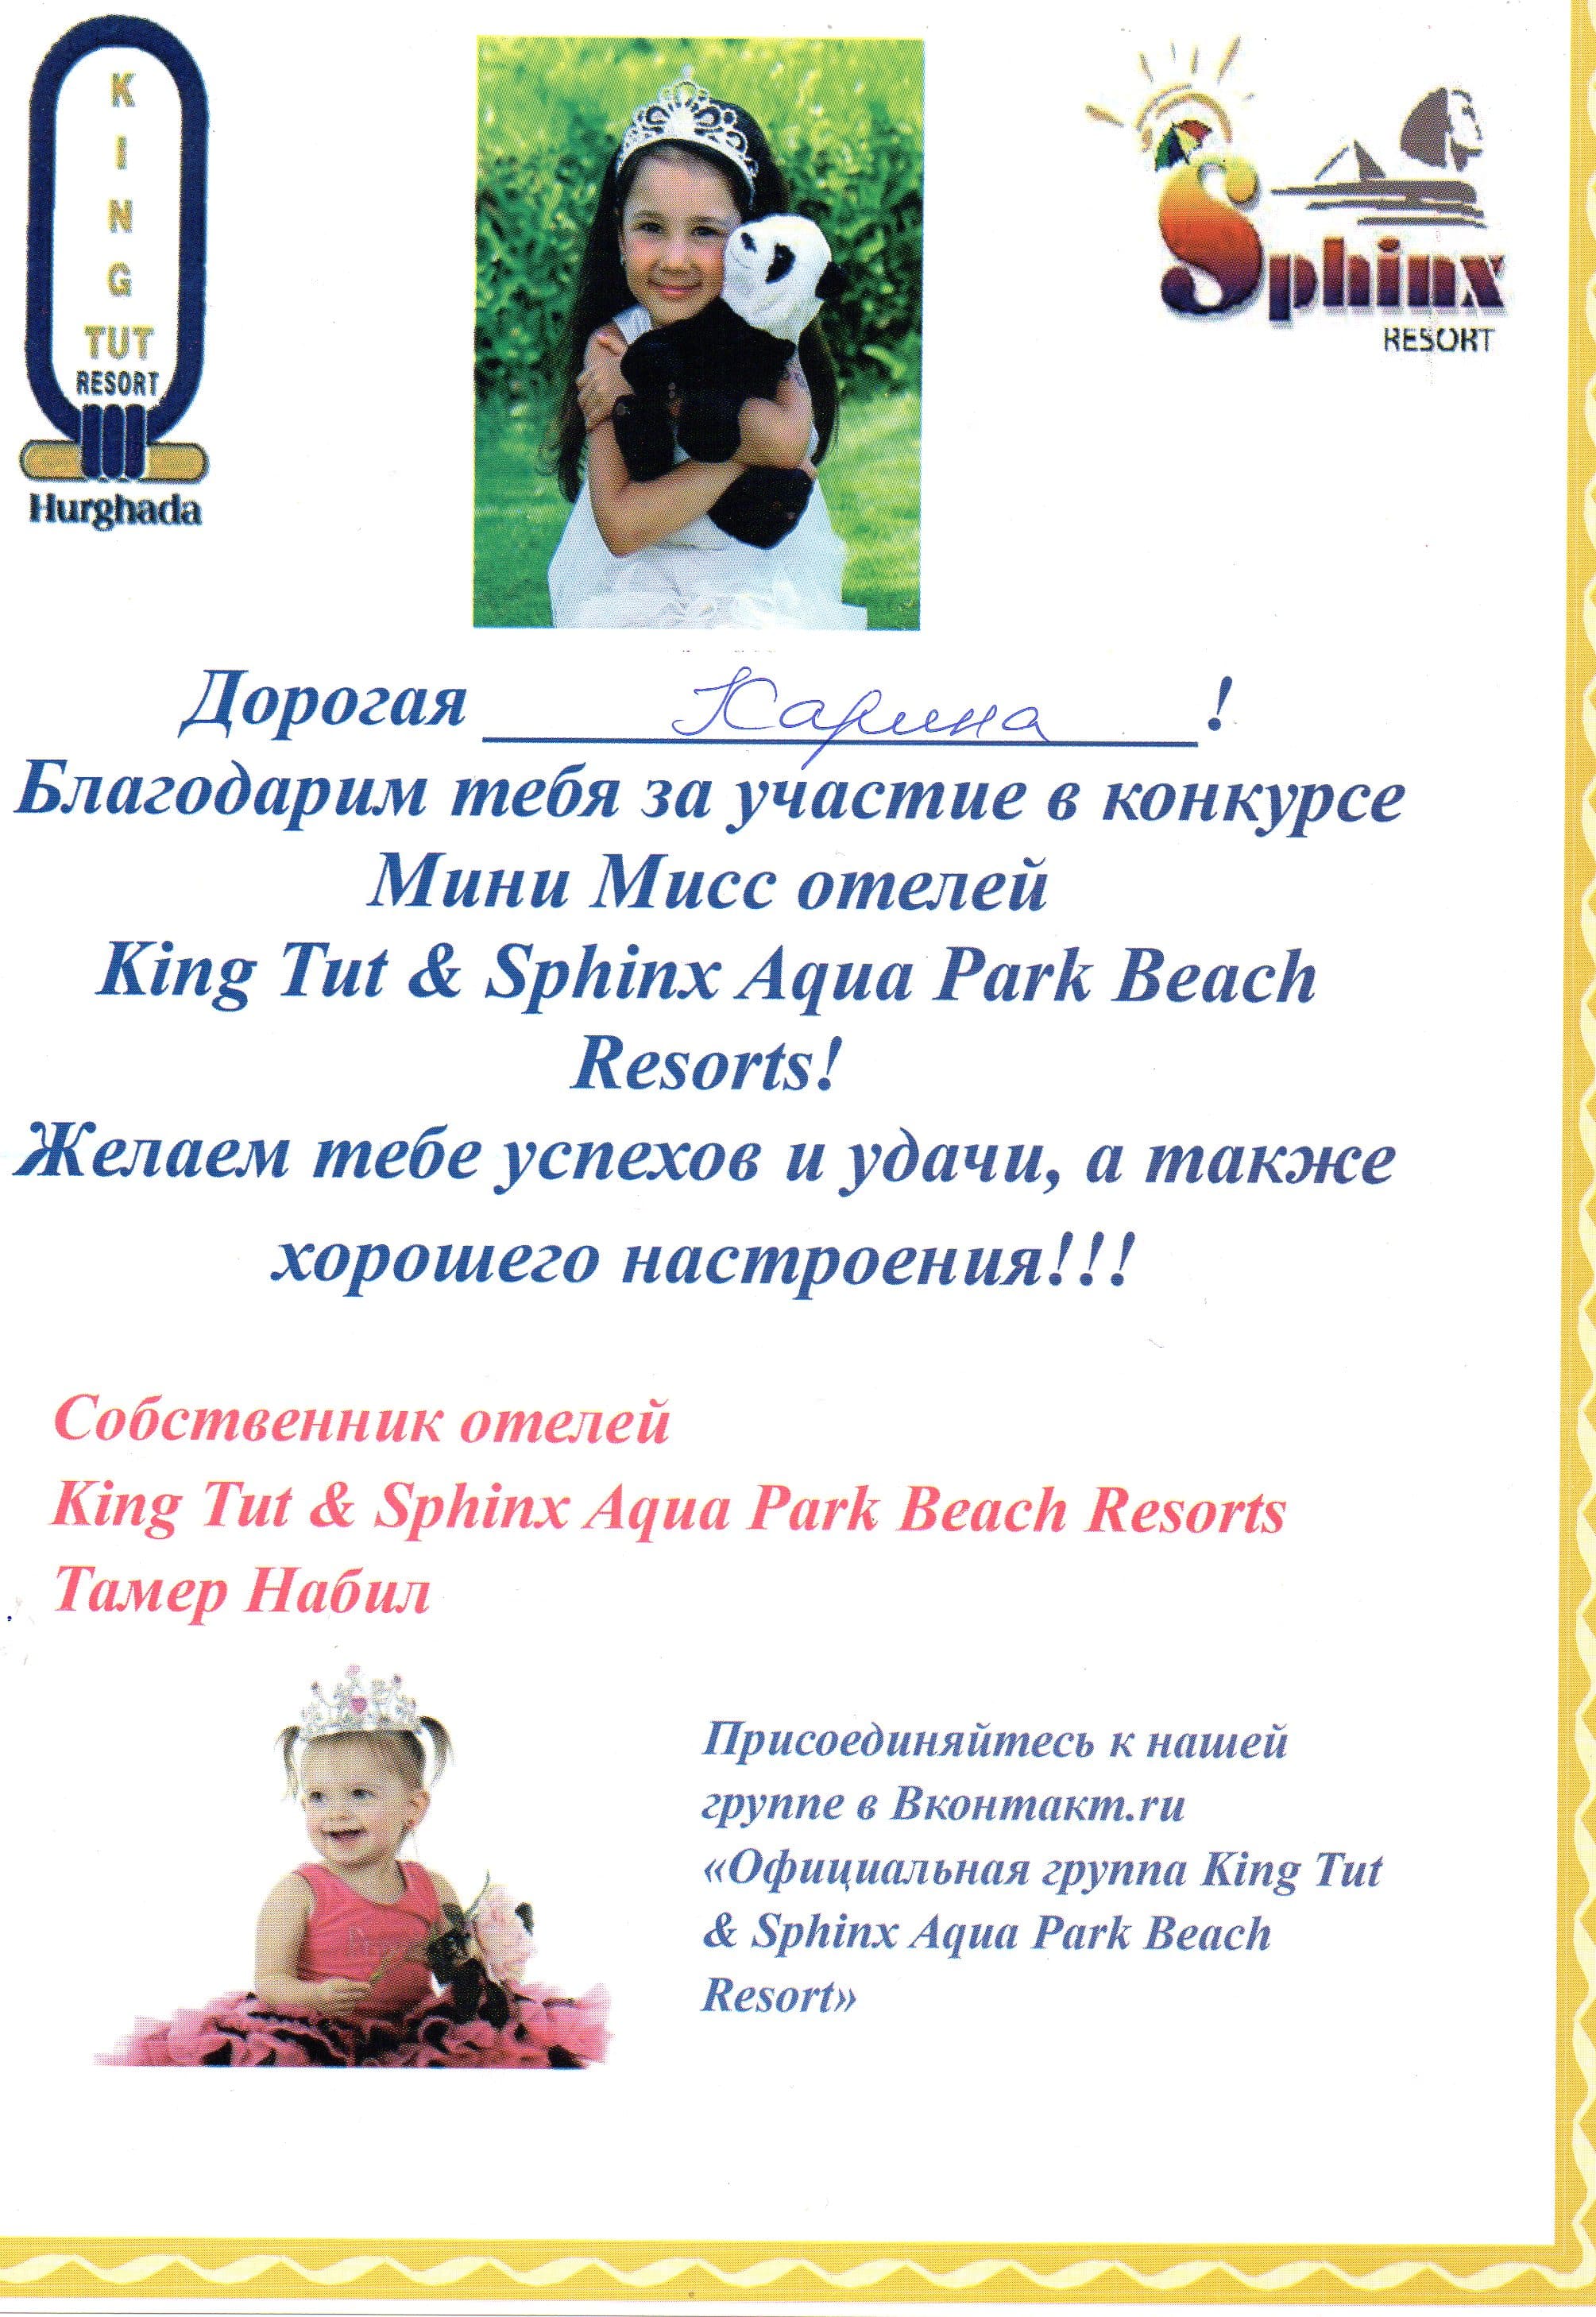 K
I
N
G
TUT
RESORT
Hurghada
Sphinx
RESORT
Дорогая Карина !
Благодарим тебя за участие в конкурсе
Мини Мисс отелей
King Tut & Sphinx Aqua Park Beach
Resorts!
Желаем тебе успехов и удачи, а также
хорошего настроения!!!
Собственник отелей
King Tut & Sphinx Aqua Park Beach Resorts
Тамер Набил
Присоединяйтесь к нашей
группе в Вконтакт.ru
«Официальная группа King Tut
& Sphinx Aqua Park Beach
Resort»